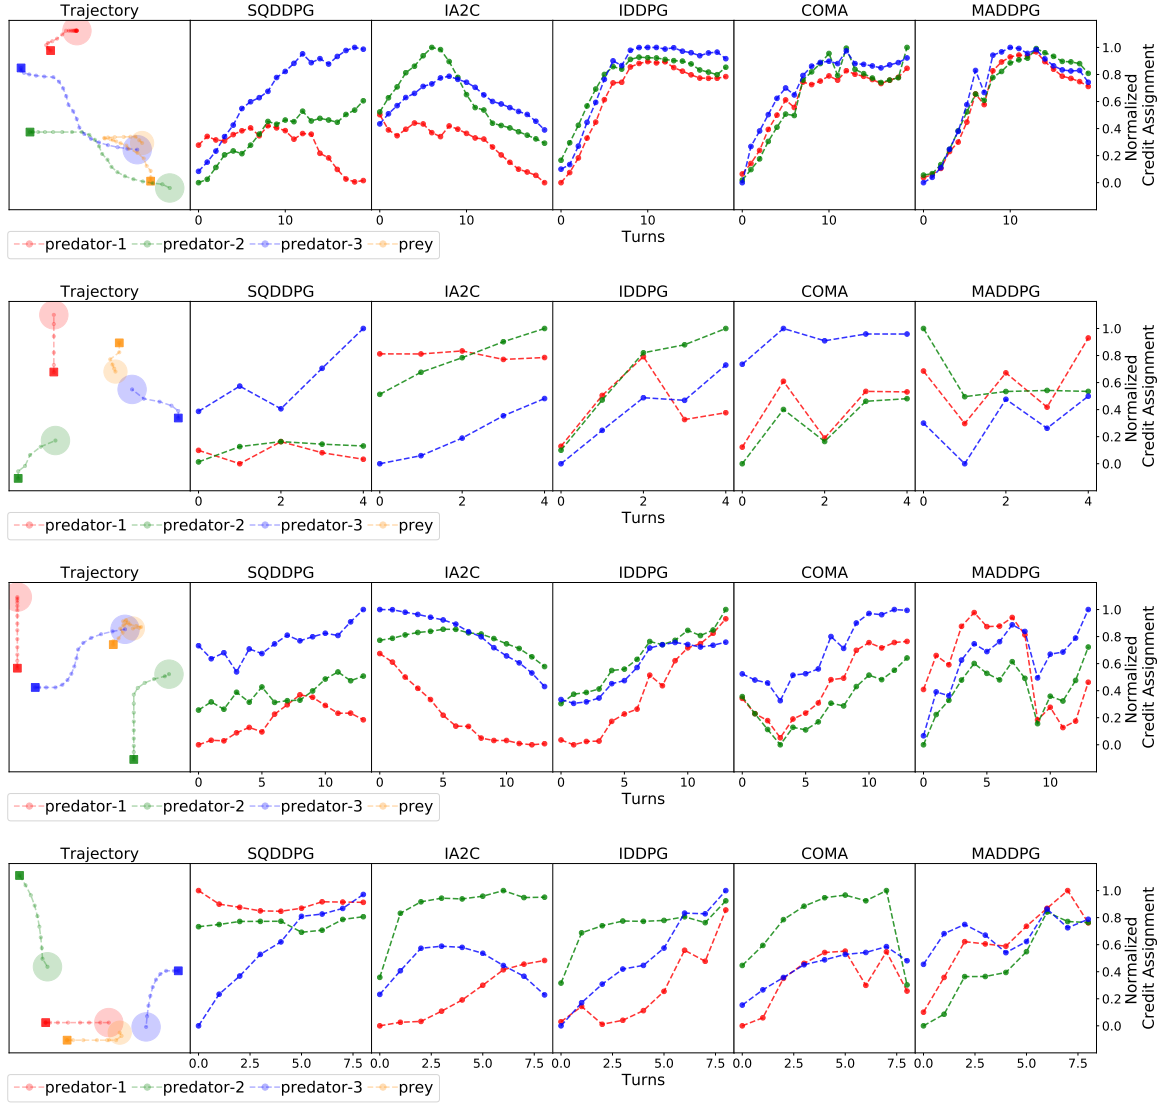 Trajectory SQDDPG IA2C IDDPG COMA MADDPG
1.0
0.8
0.6
0.4
0.2
0.0
Normalized
Credit Assignment
0 10 0 10 0 10 0 10 0 10
Turns
predator-1 predator-2 predator-3 prey
Trajectory SQDDPG IA2C IDDPG COMA MADDPG
1.0
0.8
0.6
0.4
0.2
0.0
Normalized
Credit Assignment
0 2 4 0 2 4 0 2 4 0 2 4 0 2 4
Turns
predator-1 predator-2 predator-3 prey
Trajectory SQDDPG IA2C IDDPG COMA MADDPG
1.0
0.8
0.6
0.4
0.2
0.0
Normalized
Credit Assignment
0 5 10 0 5 10 0 5 10 0 5 10 0 5 10
Turns
predator-1 predator-2 predator-3 prey
Trajectory SQDDPG IA2C IDDPG COMA MADDPG
1.0
0.8
0.6
0.4
0.2
0.0
Normalized
Credit Assignment
0.0 2.5 5.0 7.5 0.0 2.5 5.0 7.5 0.0 2.5 5.0 7.5 0.0 2.5 5.0 7.5 0.0 2.5 5.0 7.5
Turns
predator-1 predator-2 predator-3 prey